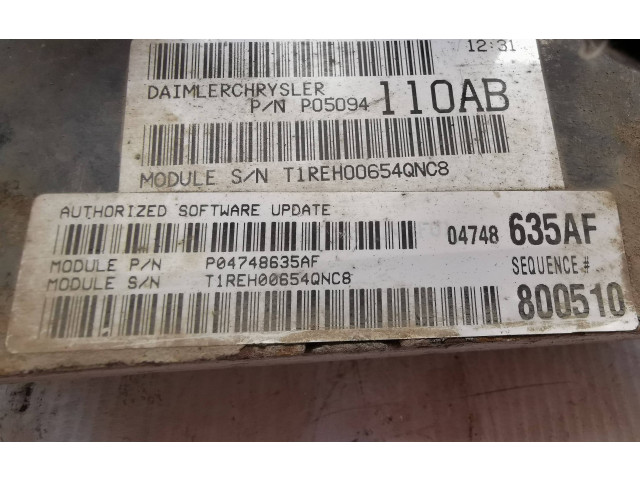 12:31
DAIMLERCHRYSLER
P/N P05094 110AB
MODULE S/N T1REH00654QNC8
AUTHORIZED SOFTWARE UPDATE
04748 635AF
MODULE P/N P04748635AF
SEQUENCE #
MODULE S/N T1REH00654QNC8
800510